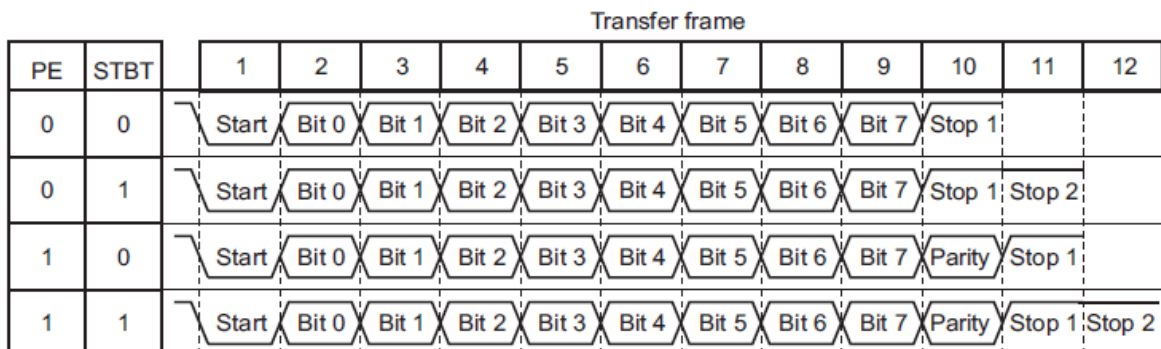 Transfer frame
PE STBT 1 2 3 4 5 6 7 8 9 10 11 12
0 0 Start Bit 0 Bit 1 Bit 2 Bit 3 Bit 4 Bit 5 Bit 6 Bit 7 Stop 1
0 1 Start Bit 0 Bit 1 Bit 2 Bit 3 Bit 4 Bit 5 Bit 6 Bit 7 Stop 1 Stop 2
1 0 Start Bit 0 Bit 1 Bit 2 Bit 3 Bit 4 Bit 5 Bit 6 Bit 7 Parity Stop 1
1 1 Start Bit 0 Bit 1 Bit 2 Bit 3 Bit 4 Bit 5 Bit 6 Bit 7 Parity Stop 1 Stop 2